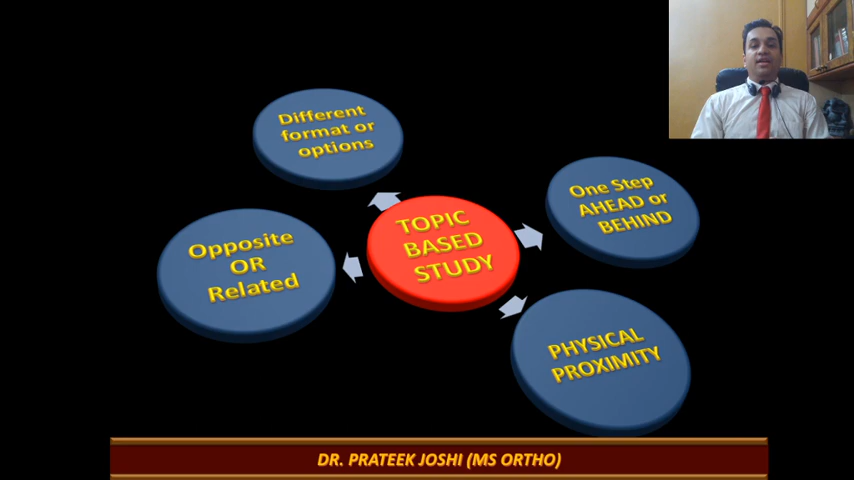 Different
format or
options
One Step
AHEAD or
BEHIND
TOPIC
BASED
STUDY
Opposite
OR
Related
PHYSICAL
PROXIMITY
DR. PRATEEK JOSHI (MS ORTHO)